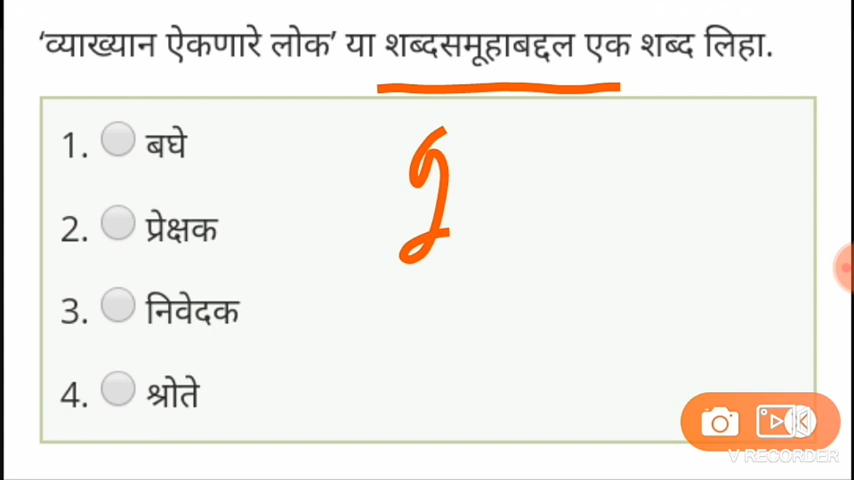 ‘व्याख्यान ऐकणारे लोक’ या शब्दसमूहाबद्दल एक शब्द लिहा.
1. बघे
2. प्रेक्षक
3. निवेदक
4. श्रोते
V RECORDER